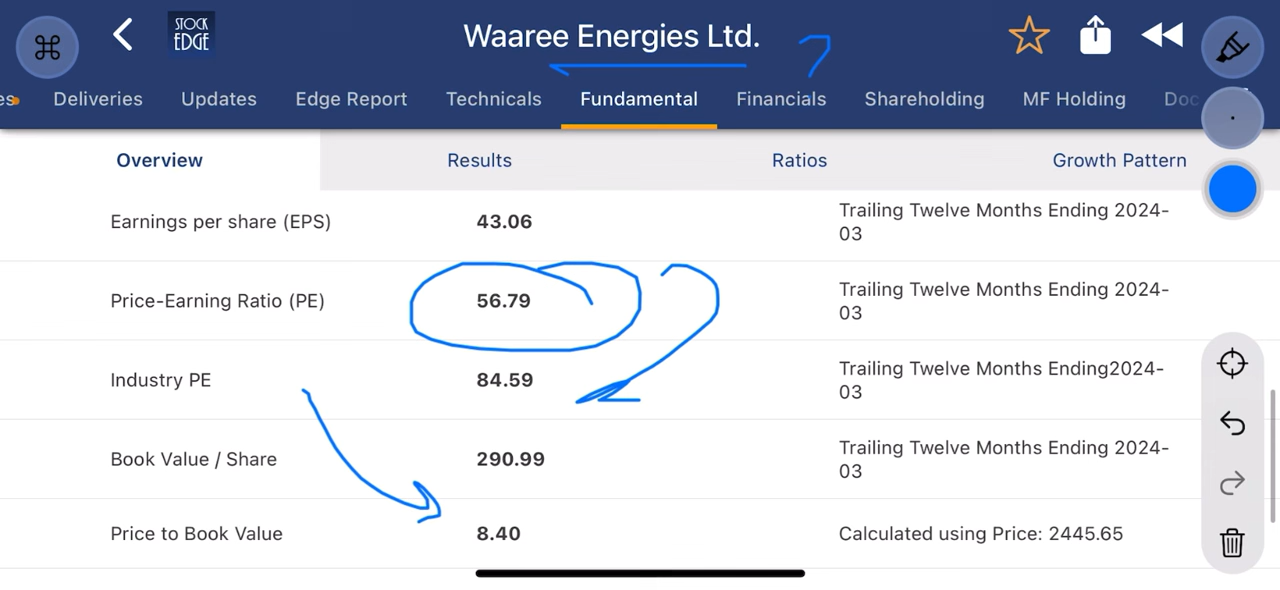 STOCK
EDGE
Waaree Energies Ltd. ?
Deliveries Updates Edge Report Technicals Fundamental Financials Shareholding MF Holding
Overview Results Ratios Growth Pattern
Earnings per share (EPS) 43.06 Trailing Twelve Months Ending 2024-
03
Price-Earning Ratio (PE) 56.79 Trailing Twelve Months Ending 2024-
03
Industry PE 84.59 Trailing Twelve Months Ending2024-
03
Book Value / Share 290.99 Trailing Twelve Months Ending 2024-
03
Price to Book Value 8.40 Calculated using Price: 2445.65